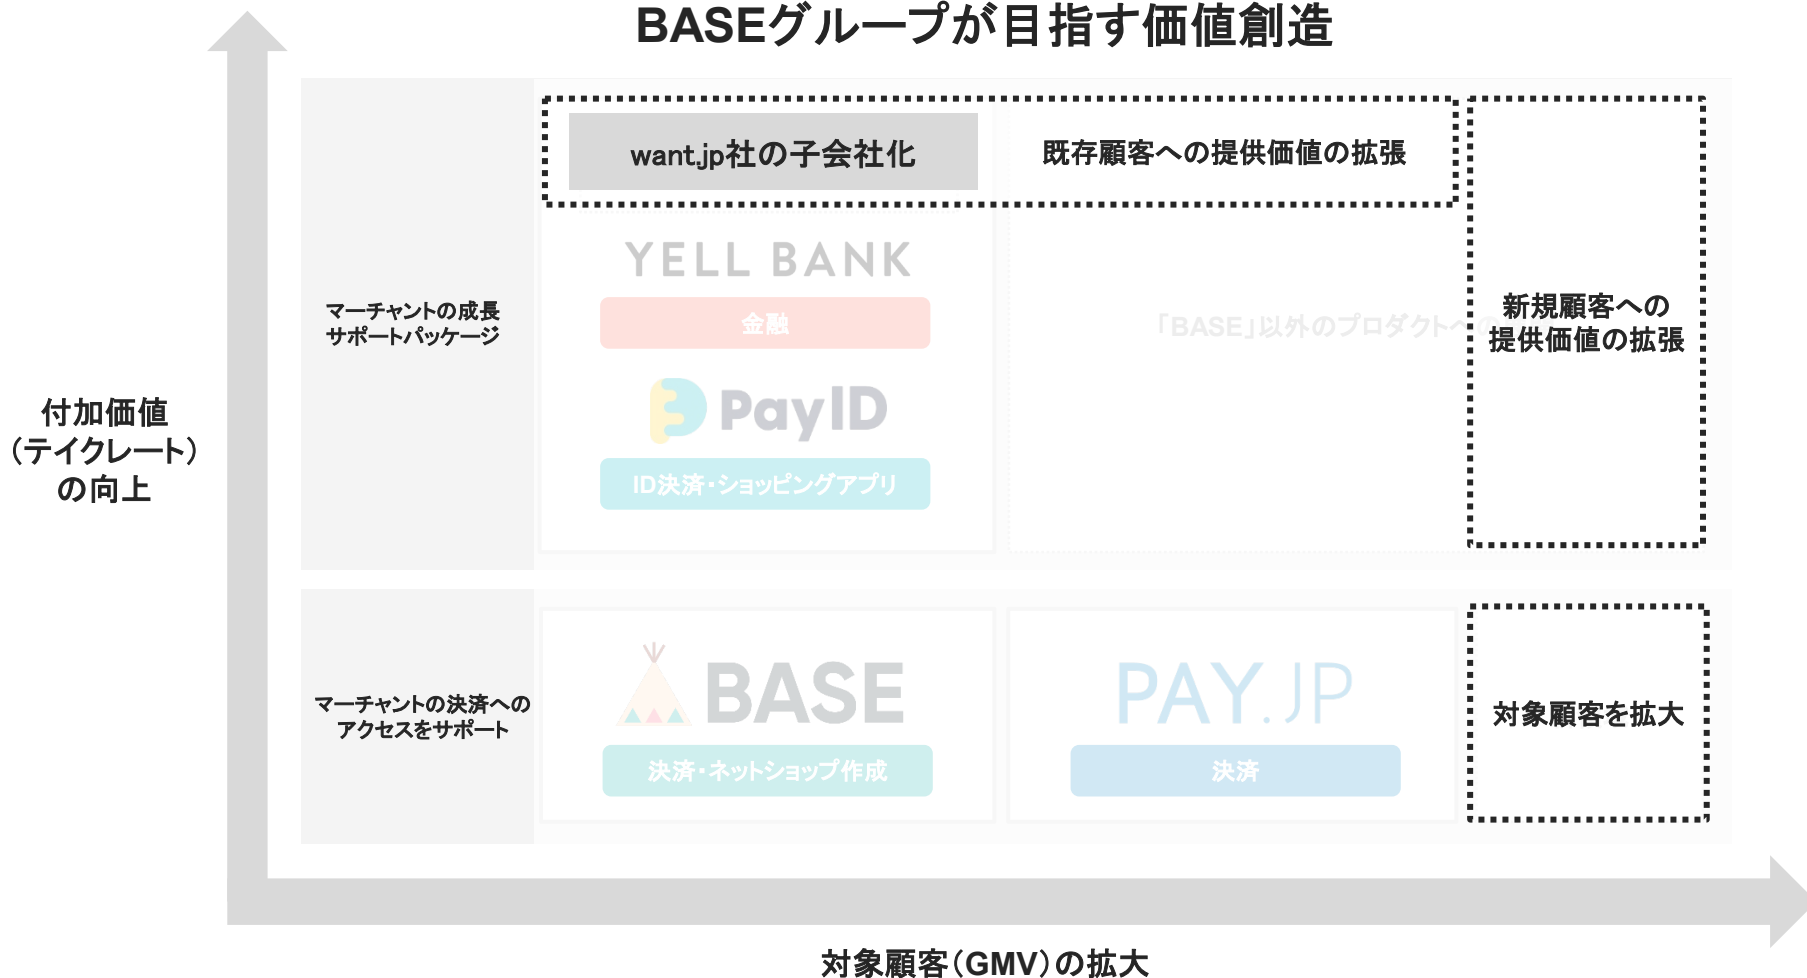 BASEグループが目指す価値創造
want.jp社の子会社化
既存顧客への提供価値の拡張
YELL BANK
金融
マーチャントの成長
サポートパッケージ
「BASE」以外のプロダクトへの
新規顧客への
提供価値の拡張
PayID
ID決済・ショッピングアプリ
付加価値
（テイクレート）
の向上
マーチャントの決済への
アクセスをサポート
BASE
決済・ネットショップ作成
PAY.JP
決済
対象顧客を拡大
対象顧客（GMV）の拡大